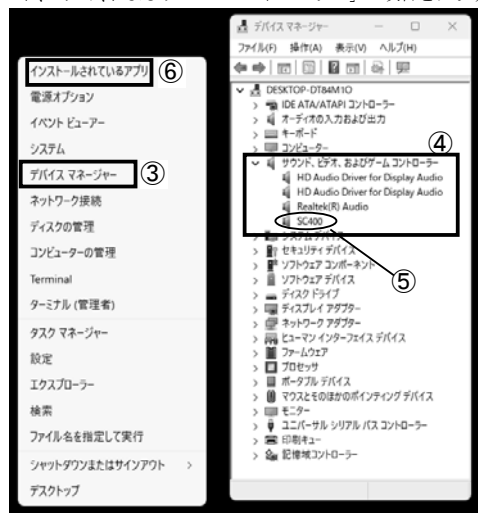 インストールされているアプリ ⑥
電源オプション
イベント ビューアー
システム
デバイス マネージャー ③
ネットワーク接続
ディスクの管理
コンピューターの管理
Terminal
ターミナル (管理者)
タスク マネージャー
設定
エクスプローラー
検索
ファイル名を指定して実行
シャットダウンまたはサインアウト >
デスクトップ
デバイス マネージャー
ファイル(F) 操作(A) 表示(V) ヘルプ(H)
DESKTOP-DT84M1O
IDE ATA/ATAPI コントローラー
オーディオの入力および出力
キーボード
コンピューター
④
サウンド、ビデオ、およびゲーム コントローラー
HD Audio Driver for Display Audio
HD Audio Driver for Display Audio
Realtek(R) Audio
SC400
システム デバイス
⑤
セキュリティ デバイス
ソフトウェア コンポーネント
ソフトウェア デバイス
ディスク ドライブ
ディスプレイ アダプター
ネットワーク アダプター
ヒューマン インターフェイス デバイス
ファームウェア
プロセッサ
ポータブル デバイス
マウスとそのほかのポインティング デバイス
モニター
ユニバーサル シリアル バス コントローラー
印刷キュー
記憶域コントローラー